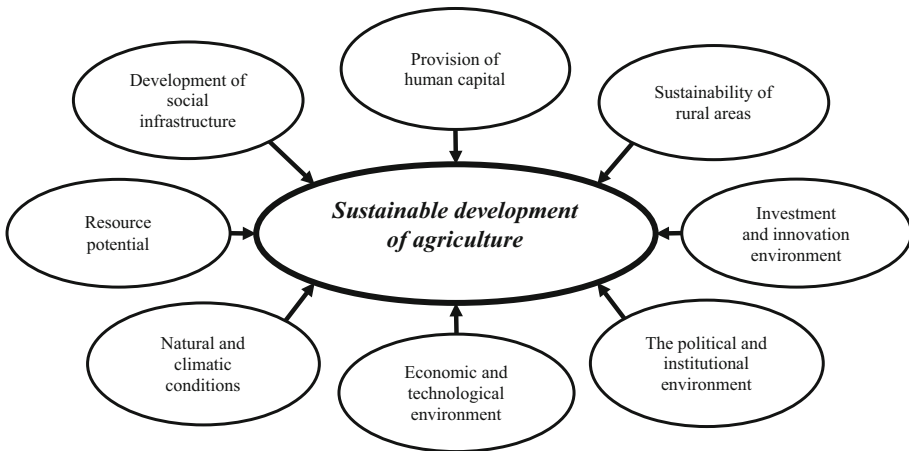 Provision of
human capital
Development of
social
infrastructure
Sustainability of
rural areas
Sustainable development
of agriculture
Resource
potential
Investment
and innovation
environment
Natural and
climatic
conditions
Economic and
technological
environment
The political and
institutional
environment